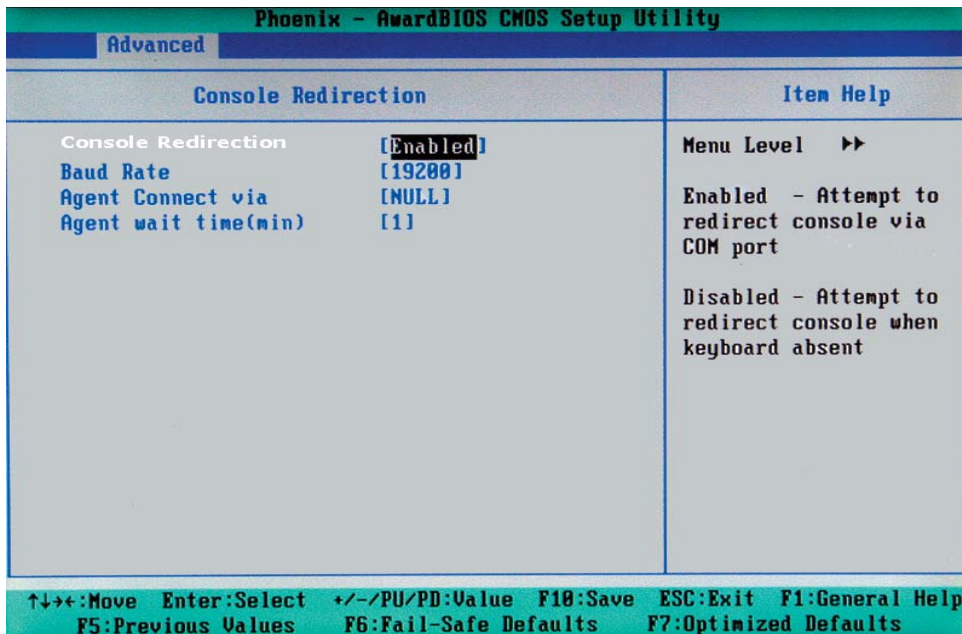 Phoenix - AwardBIOS CMOS Setup Utility
Advanced
Console Redirection
Console Redirection [Enabled]
Baud Rate [19200]
Agent Connect via [NULL]
Agent wait time(min) [1]
Item Help
Menu Level ▶▶
Enabled - Attempt to
redirect console via
COM port
Disabled - Attempt to
redirect console when
keyboard absent
↑↓→←:Move Enter:Select +/-/PU/PD:Value F10:Save ESC:Exit F1:General Help
F5:Previous Values F6:Fail-Safe Defaults F7:Optimized Defaults